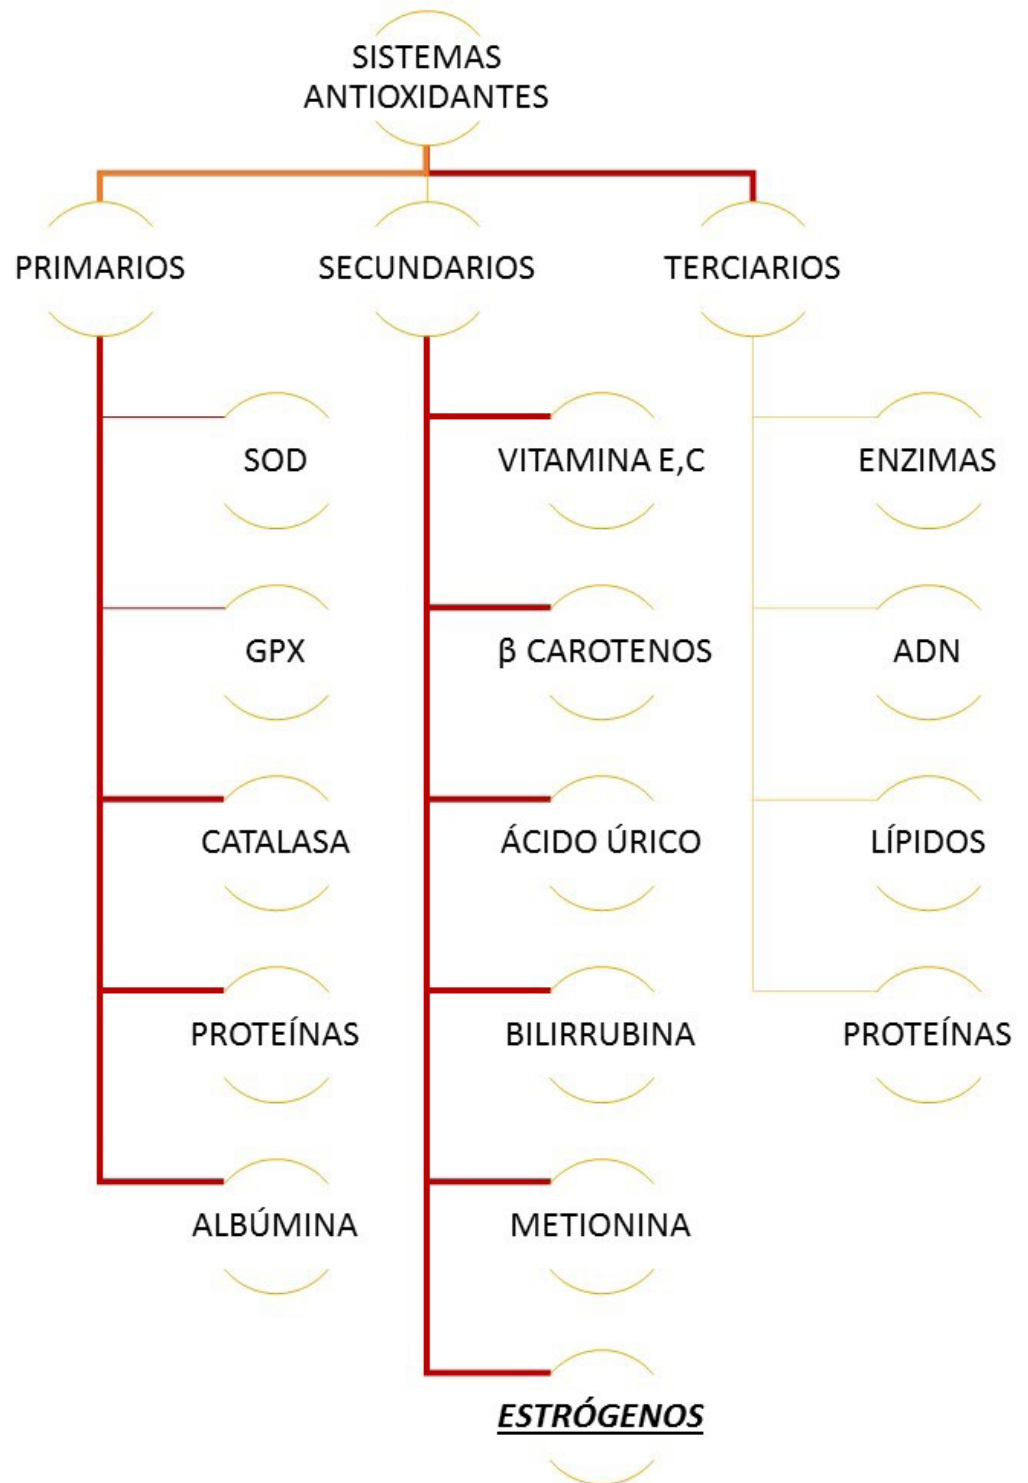 SISTEMAS
ANTIOXIDANTES
PRIMARIOS
SECUNDARIOS
TERCIARIOS
SOD
VITAMINA E,C
ENZIMAS
GPX
β CAROTENOS
ADN
CATALASA
ÁCIDO ÚRICO
LÍPIDOS
PROTEÍNAS
BILIRRUBINA
PROTEÍNAS
ALBÚMINA
METIONINA
ESTRÓGENOS